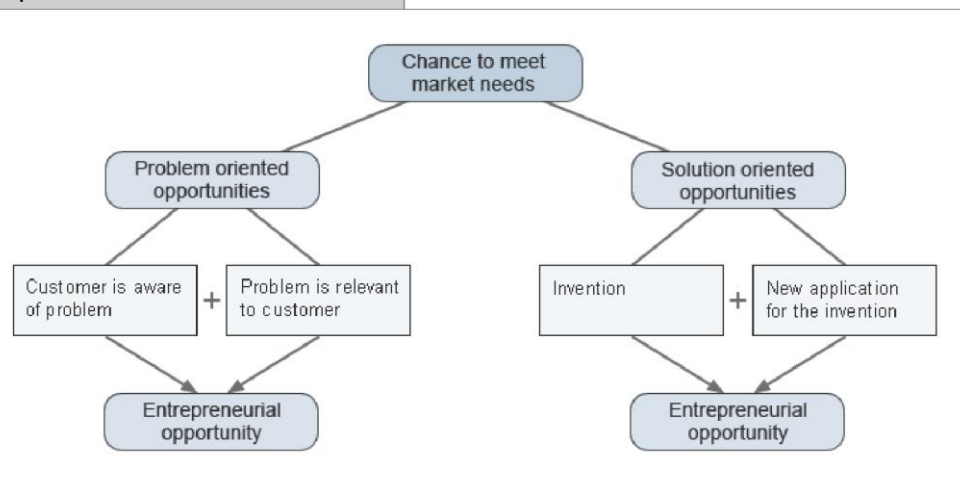 Chance to meet
market needs
Problem oriented
opportunities
Solution oriented
opportunities
Customer is aware
of problem
+
Problem is relevant
to customer
Invention
+
New application
for the invention
Entrepreneurial
opportunity
Entrepreneurial
opportunity